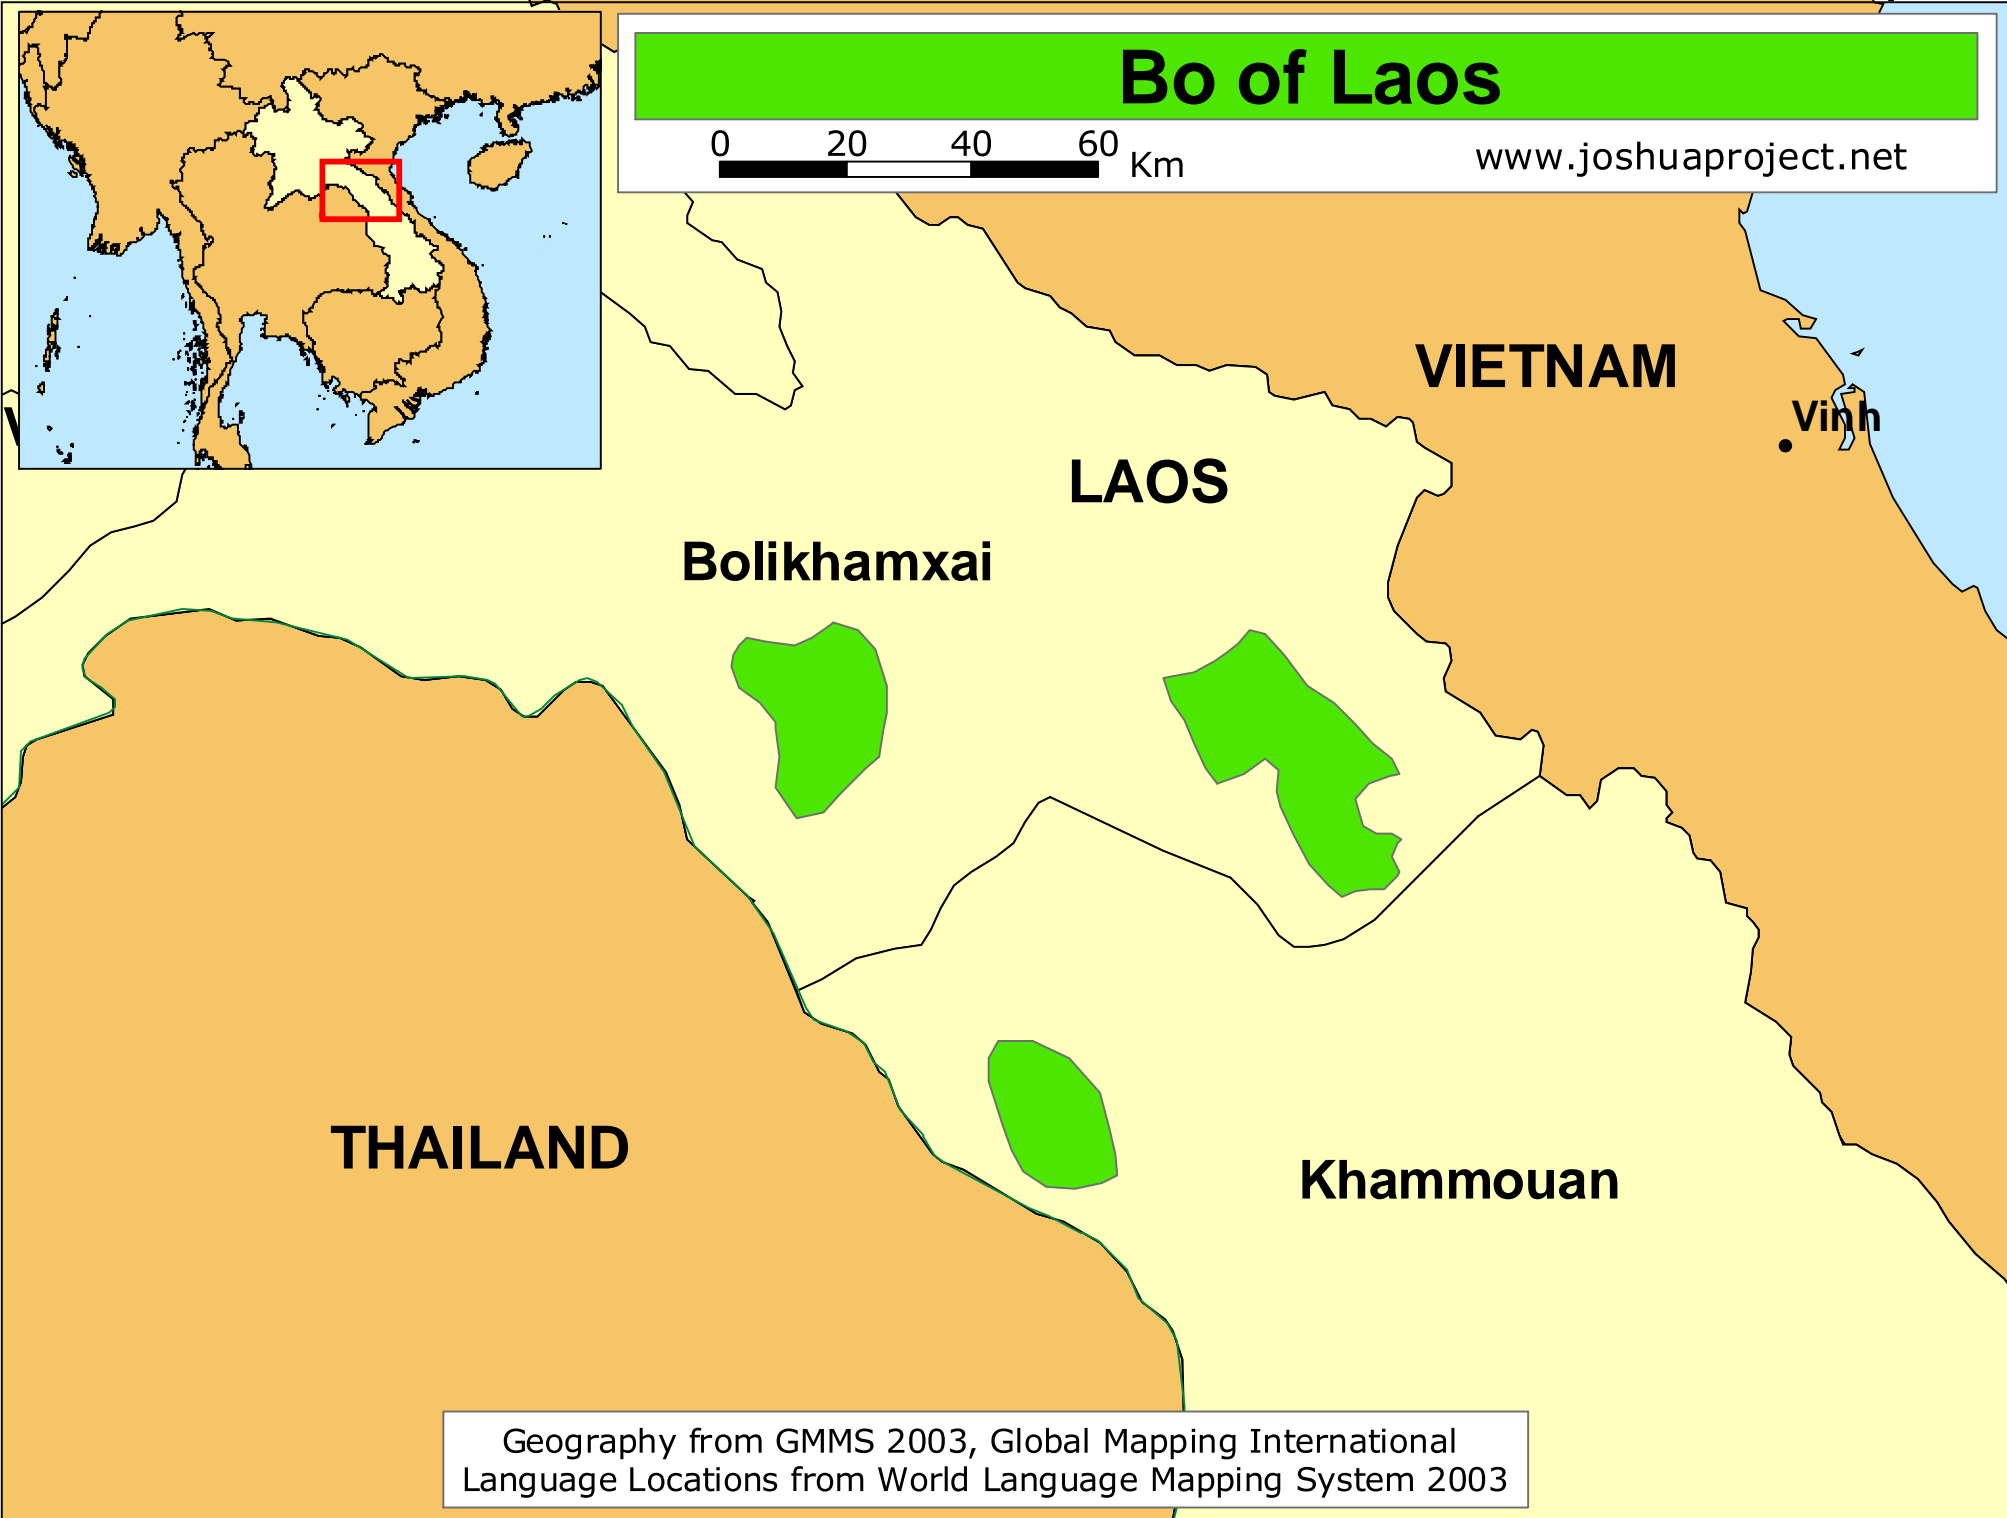 Bo of Laos
0 20 40 60 Km
www.joshuaproject.net
VIETNAM
Vinh
LAOS
Bolikhamxai
THAILAND
Khammouan
Geography from GMMS 2003, Global Mapping International
Language Locations from World Language Mapping System 2003